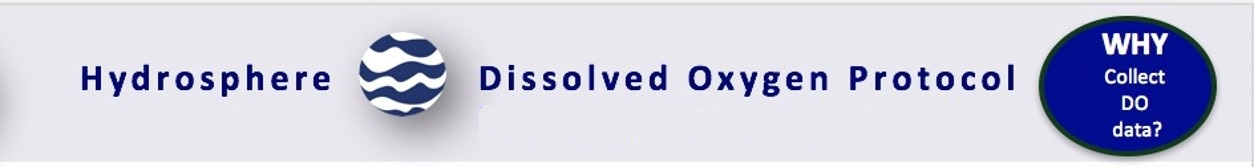 Hydrosphere Dissolved Oxygen Protocol
WHY
Collect
DO
data?